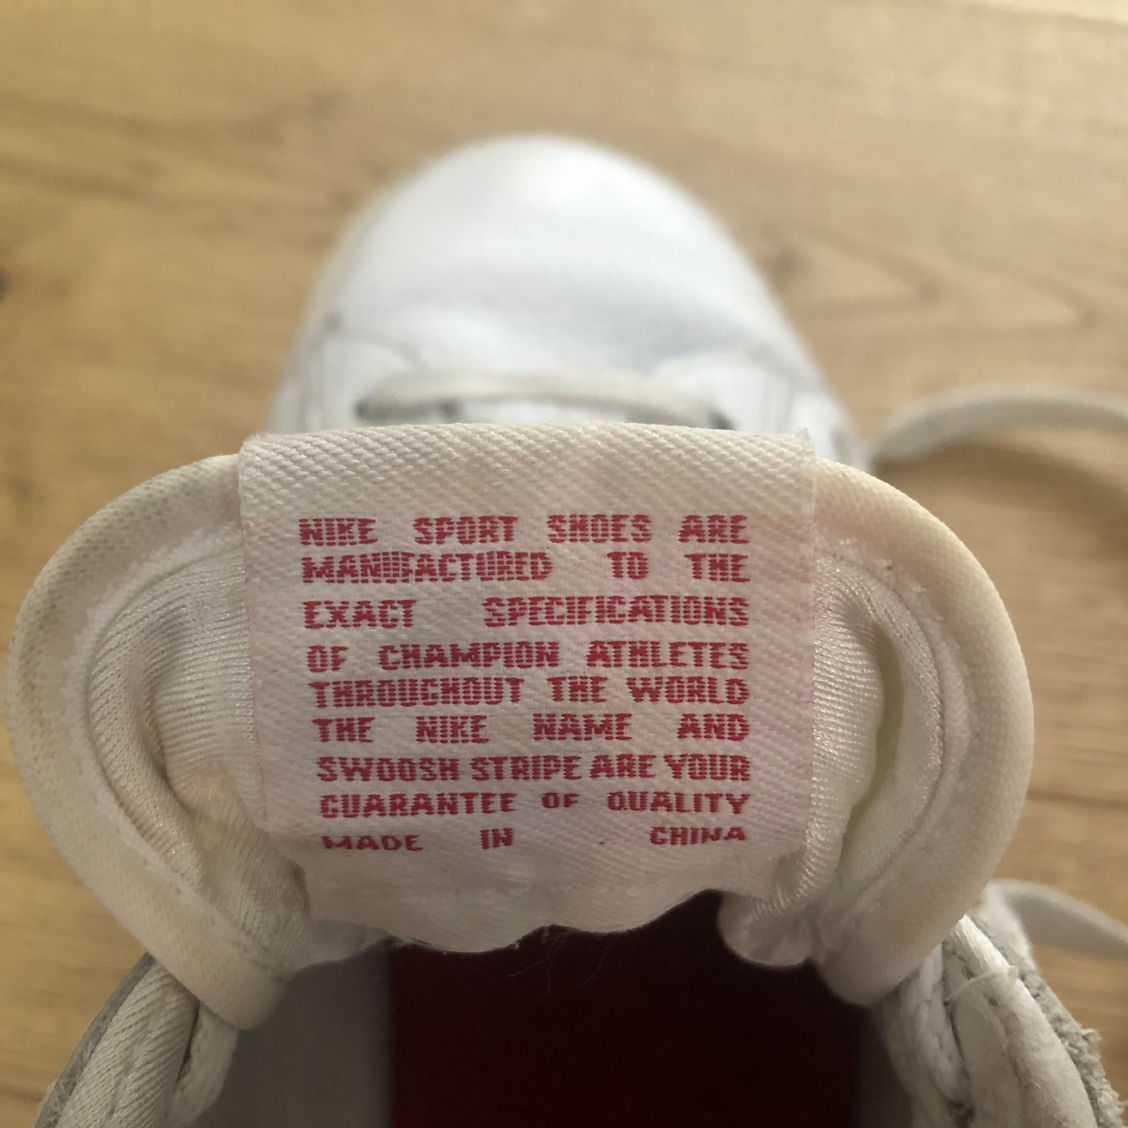 NIKE SPORT SHOES ARE
MANUFACTURED TO THE
EXACT SPECIFICATIONS
OF CHAMPION ATHLETES
THROUGHOUT THE WORLD
THE NIKE NAME AND
SWOOSH STRIPE ARE YOUR
GUARANTEE OF QUALITY
MADE IN CHINA